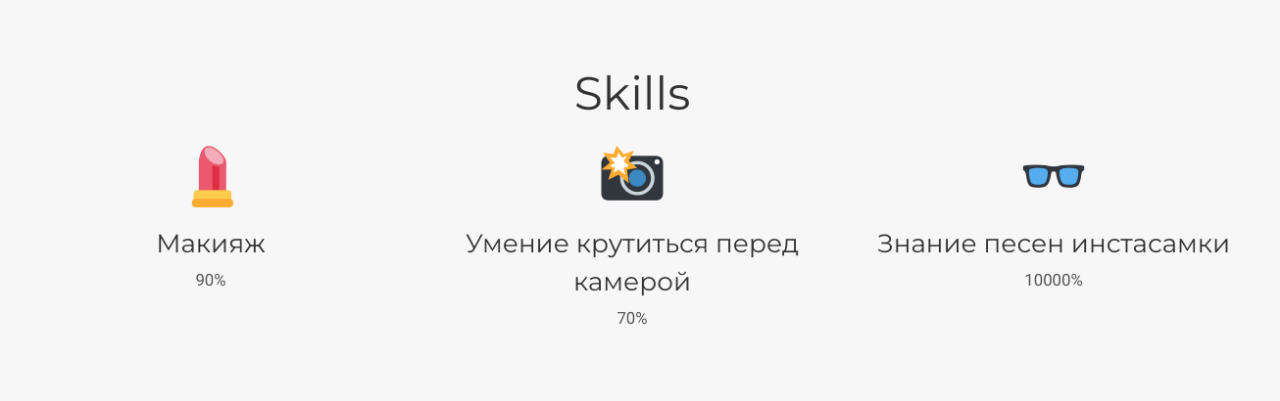 Skills
Макияж
90%
Умение крутиться перед
камерой
70%
Знание песен инстасамки
10000%